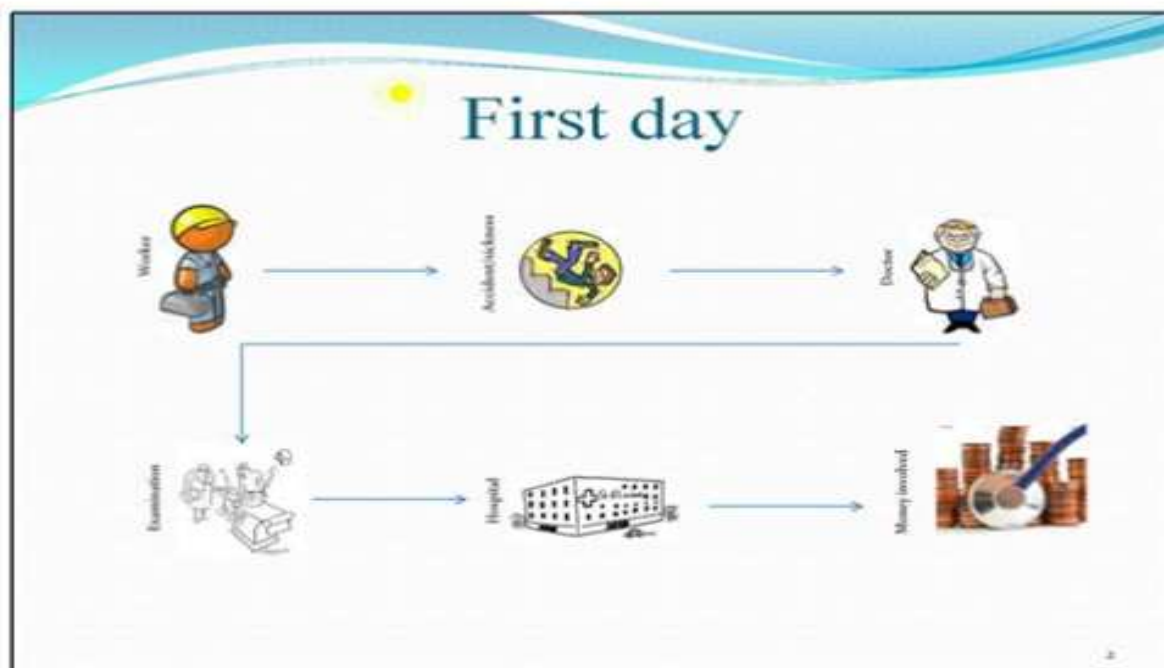 First day
Worker
Accident/sickness
Doctor
Examination
Hospital
Money involved